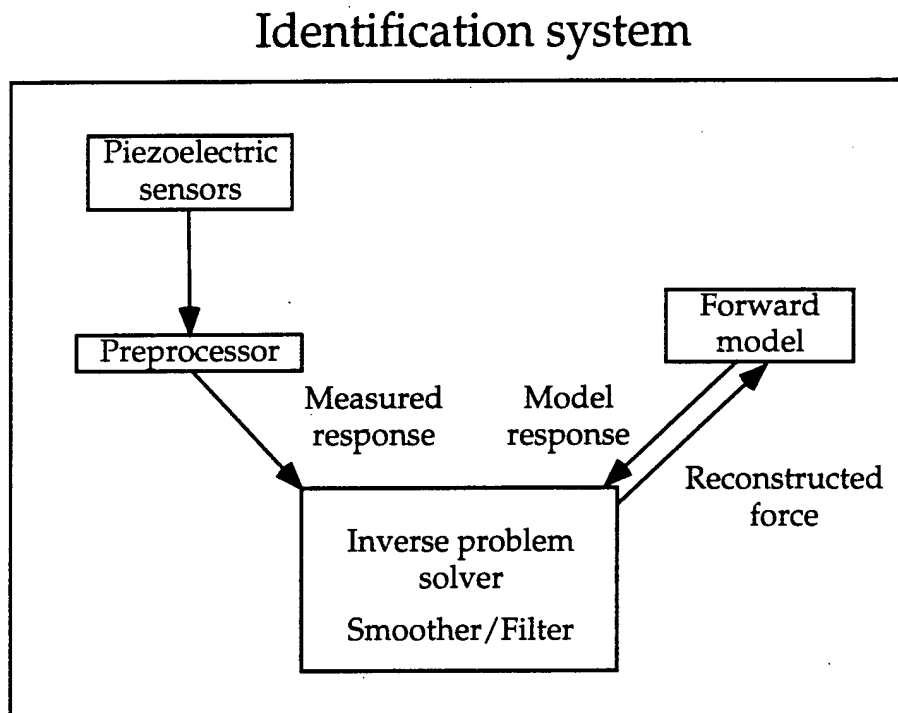 Identification system
Piezoelectric
sensors
Preprocessor
Forward
model
Measured
response
Model
response
Reconstructed
force
Inverse problem
solver
Smoother/Filter